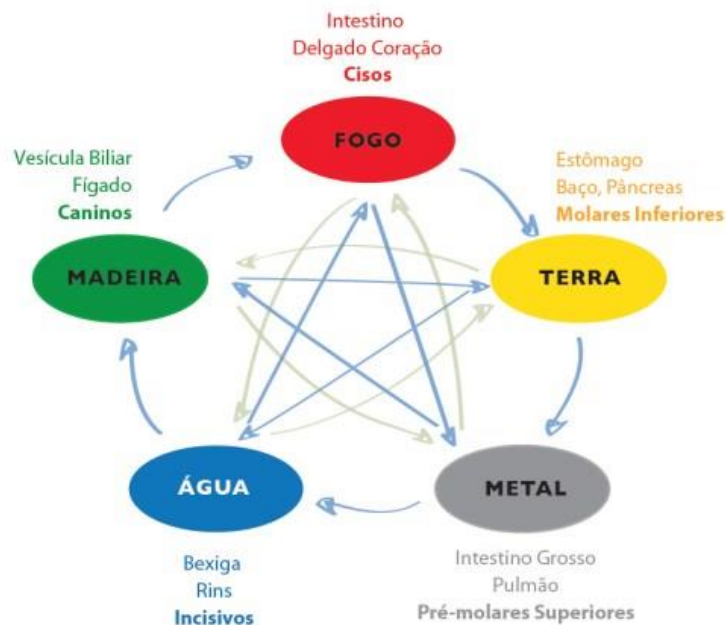 Intestino
Delgado Coração
Cisos
FOGO
Vesícula Biliar
Fígado
Caninos
MADEIRA
Estômago
Baço, Pâncreas
Molares Inferiores
TERRA
ÁGUA
Bexiga
Rins
Incisivos
METAL
Intestino Grosso
Pulmão
Pré-molares Superiores